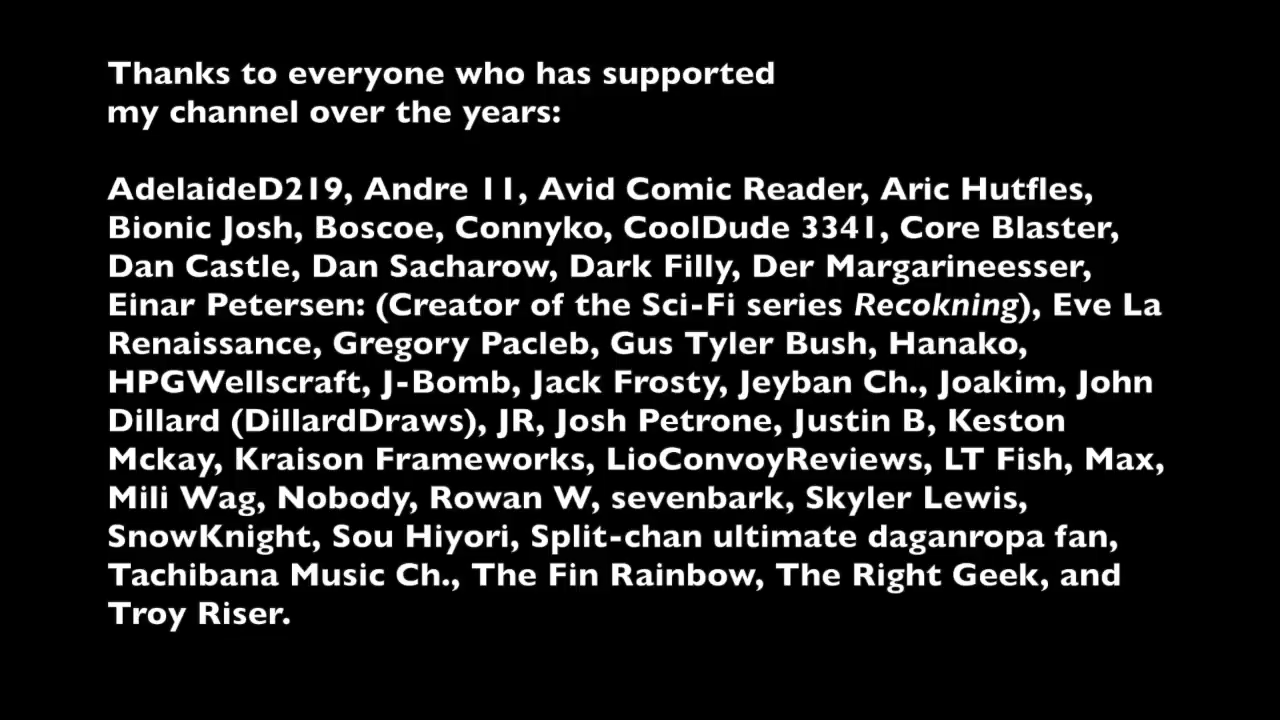 Thanks to everyone who has supported
my channel over the years:
AdelaideD219, Andre 11, Avid Comic Reader, Aric Hutfles,
Bionic Josh, Boscoe, Connyko, CoolDude 3341, Core Blaster,
Dan Castle, Dan Sacharow, Dark Filly, Der Margarineesser,
Einar Petersen: (Creator of the Sci-Fi series Recokning), Eve La
Renaissance, Gregory Pacleb, Gus Tyler Bush, Hanako,
HPGWellscraft, J-Bomb, Jack Frosty, Jeyban Ch., Joakim, John
Dillard (DillardDraws), JR, Josh Petrone, Justin B, Keston
Mckay, Kraison Frameworks, LioConvoyReviews, LT Fish, Max,
Mili Wag, Nobody, Rowan W, sevenbark, Skyler Lewis,
SnowKnight, Sou Hiyori, Split-chan ultimate daganropa fan,
Tachibana Music Ch., The Fin Rainbow, The Right Geek, and
Troy Riser.